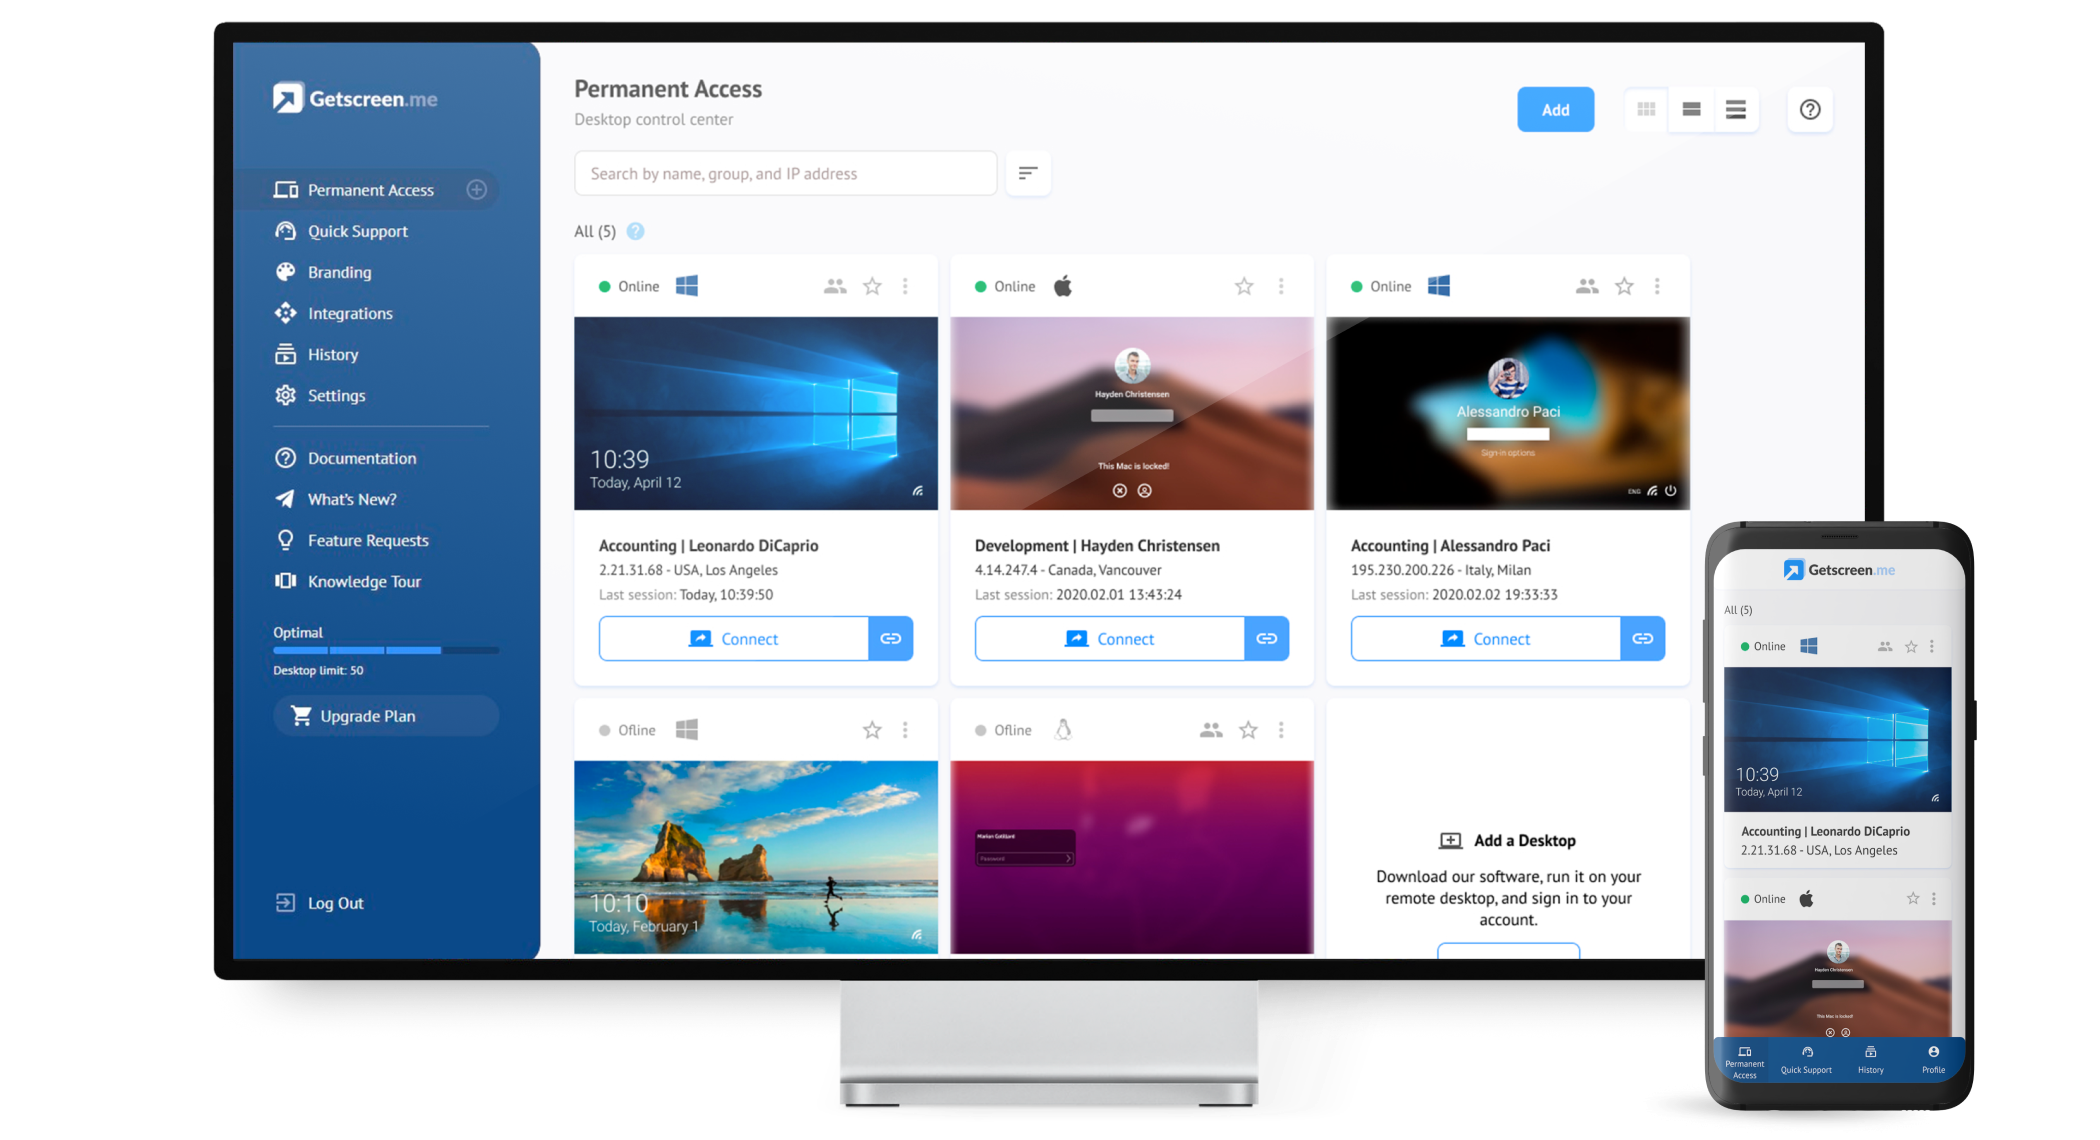 Getscreen.me
Permanent Access
Quick Support
Branding
Integrations
History
Settings
Documentation
What's New?
Feature Requests
Knowledge Tour
Optimal
Desktop limit: 50
Upgrade Plan
Log Out
Permanent Access
Desktop control center
Add
Search by name, group, and IP address
All (5)
Online
10:39
Today, April 12
Accounting | Leonardo DiCaprio
2.21.31.68 - USA, Los Angeles
Last session: Today, 10:39:50
Connect
Online
Hayden Christensen
This Mac is locked!
Development | Hayden Christensen
4.14.247.4 - Canada, Vancouver
Last session: 2020.02.01 13:43:24
Connect
Online
Alessandro Paci
Sign-in options
ENG
Accounting | Alessandro Paci
195.230.200.226 - Italy, Milan
Last session: 2020.02.02 19:33:33
Connect
Ofline
10:10
Today, February 1
Ofline
Password
Add a Desktop
Download our software, run it on your
remote desktop, and sign in to your
account.
Getscreen.me
All (5)
Online
10:39
Today, April 12
Accounting | Leonardo DiCaprio
2.21.31.68 - USA, Los Angeles
Online
Hayden Christensen
This Mac is locked!
Permanent
Access
Quick Support
History
Profile